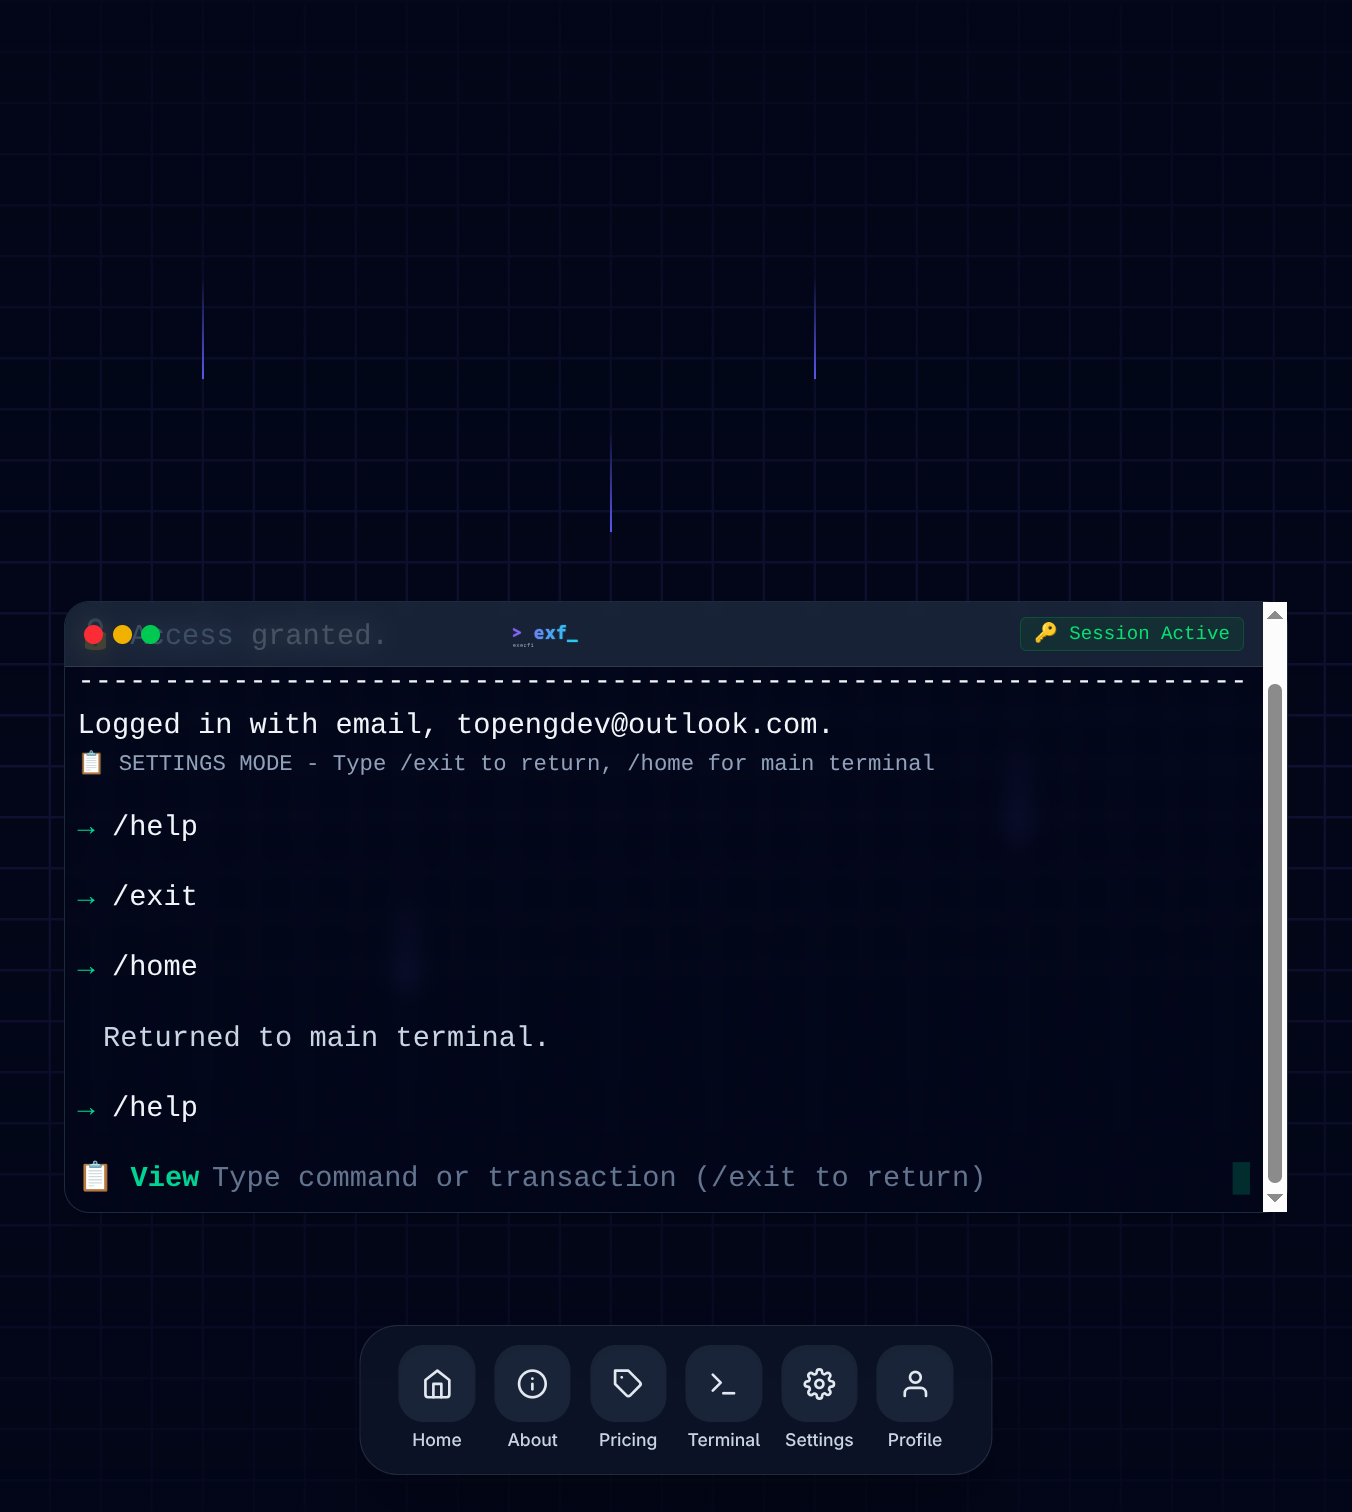 Access granted.
> exf_
execfi
🔑 Session Active
--------------------------------------------------------------------
Logged in with email, topengdev@outlook.com.
📋 SETTINGS MODE - Type /exit to return, /home for main terminal
→ /help
→ /exit
→ /home
Returned to main terminal.
→ /help
📋 View Type command or transaction (/exit to return)
Home About Pricing Terminal Settings Profile